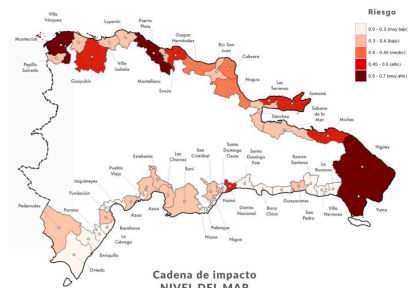 Riesgo
0.0 - 0.3 (muy bajo)
0.3 - 0.4 (bajo)
0.4 - 0.45 (medio)
0.45 - 0.5 (alto)
0.5 - 0.7 (muy alto)
Villa
Vásquez
Luperón
Puerto
Plata
Montecristi
Gaspar
Hernández
Río San
Juan
Cabrera
Pepillo
Salcedo
Guayubín
Villa
Isabela
Montellano
Sosúa
Nagua
Las
Terrenas
Samaná
Sánchez
Sabana
de la
Mar
Miches
Higüey
Estebanía
Las
Charcas
San
Cristóbal
Santo
Domingo
Oeste
Santo
Domingo
Este
Pueblo
Viejo
Baní
Ramón
Santana
La
Romana
Jaquimeyes
Fundación
Pedernales
Paraíso
Azua
Azua
Haina
Guayacanes
Yuma
Barahona
La
Ciénaga
Palenque
Distrito
Nacional
Boca
Chica
San
Pedro
Villa
Hermosa
Nizao
Nigua
Enriquillo
Oviedo
Cadena de impacto
NIVEL DEL MAR